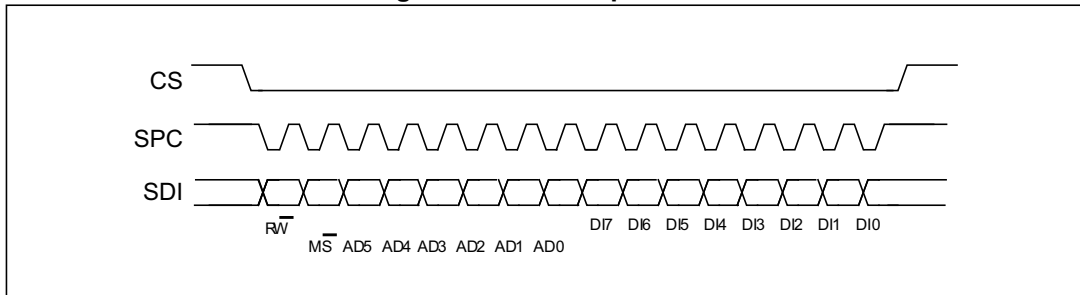 CS
SPC
SDI
RW̅
DI7 DI6 DI5 DI4 DI3 DI2 DI1 DI0
MS̅ AD5 AD4 AD3 AD2 AD1 AD0